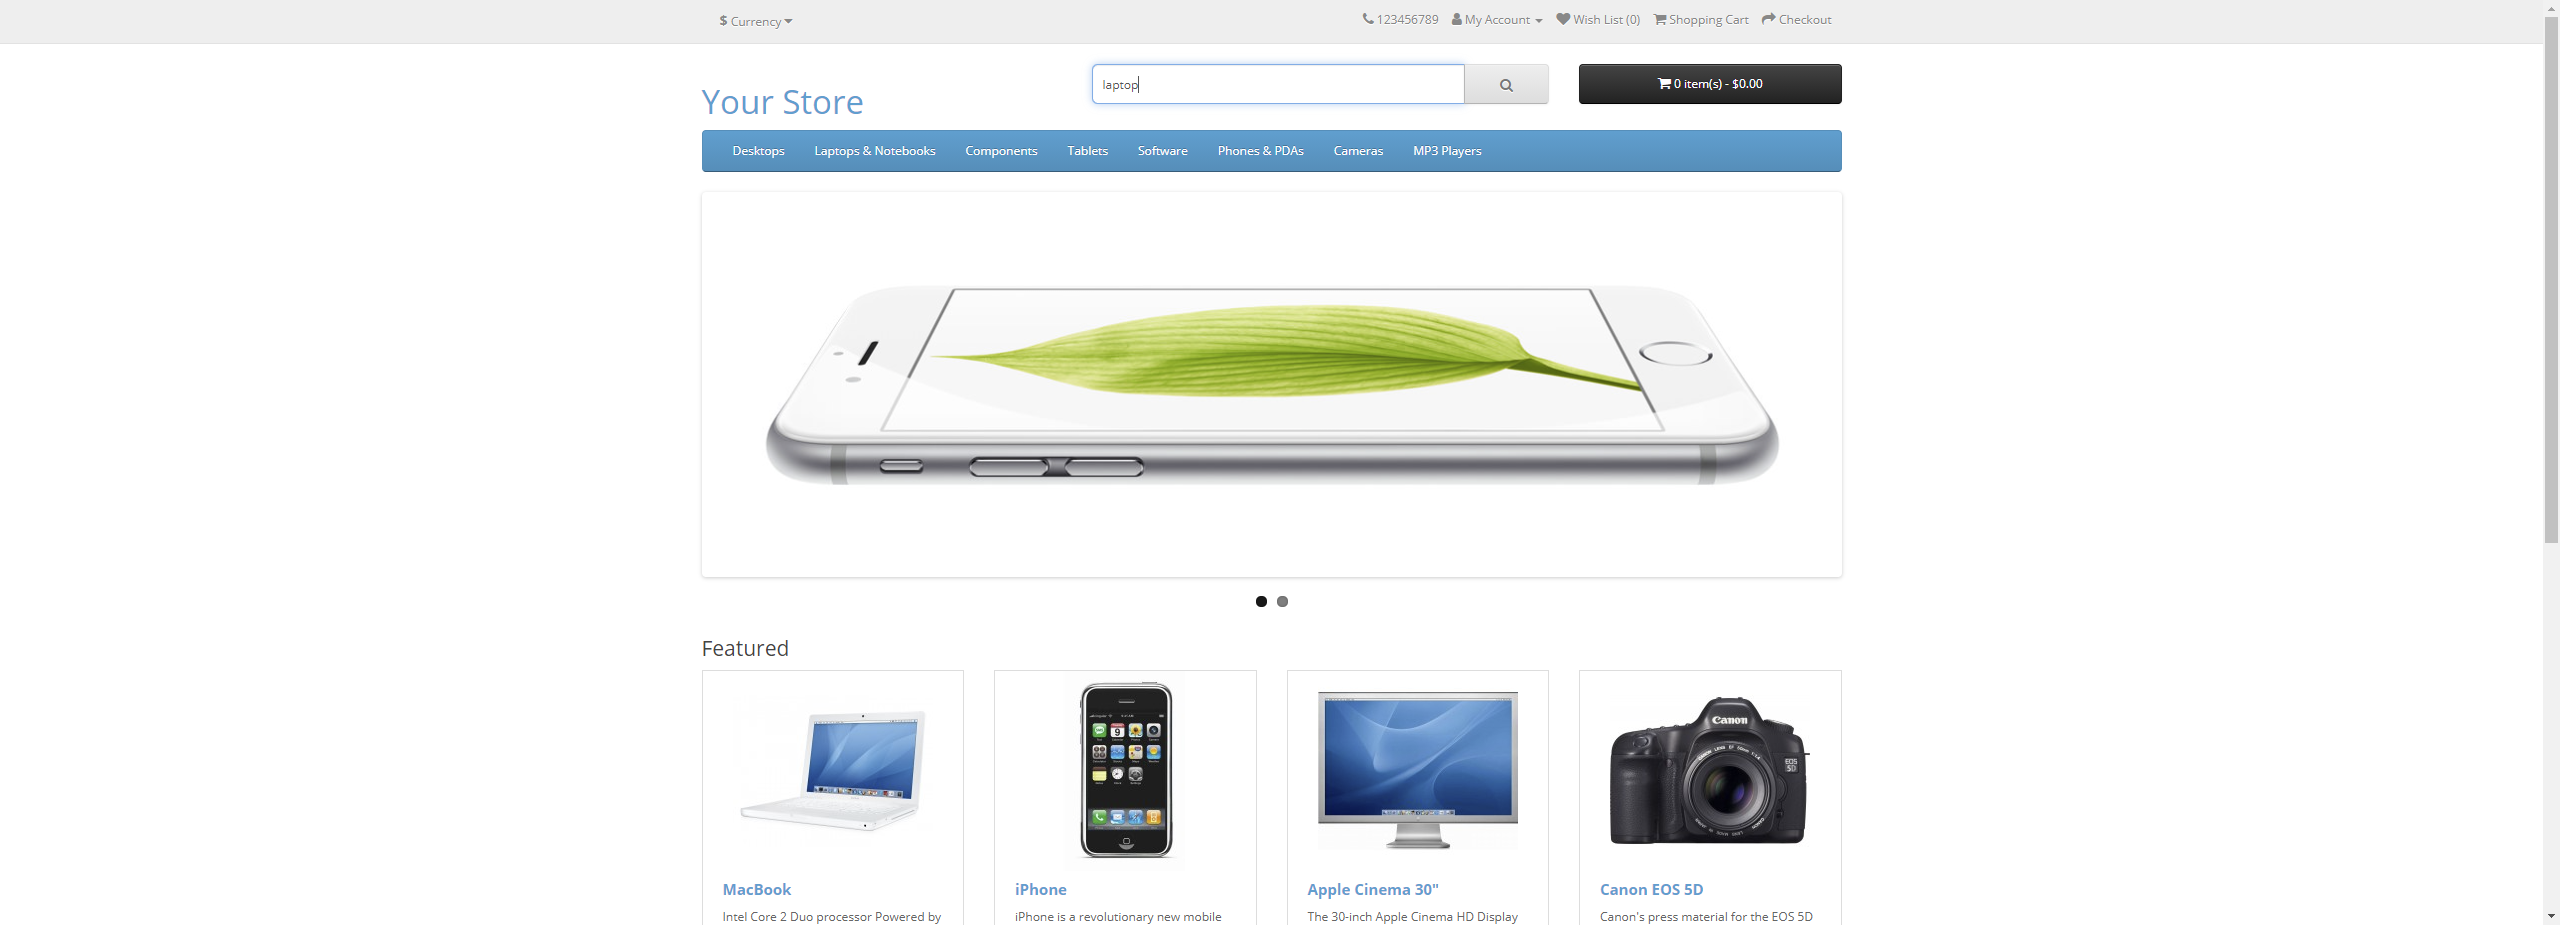 $ Currency
123456789 My Account Wish List (0) Shopping Cart Checkout
Your Store
laptop
0 item(s) - $0.00
Desktops Laptops & Notebooks Components Tablets Software Phones & PDAs Cameras MP3 Players
Featured
Canon
EOS
5D
MacBook
Intel Core 2 Duo processor Powered by
iPhone
iPhone is a revolutionary new mobile
Apple Cinema 30"
The 30-inch Apple Cinema HD Display
Canon EOS 5D
Canon's press material for the EOS 5D